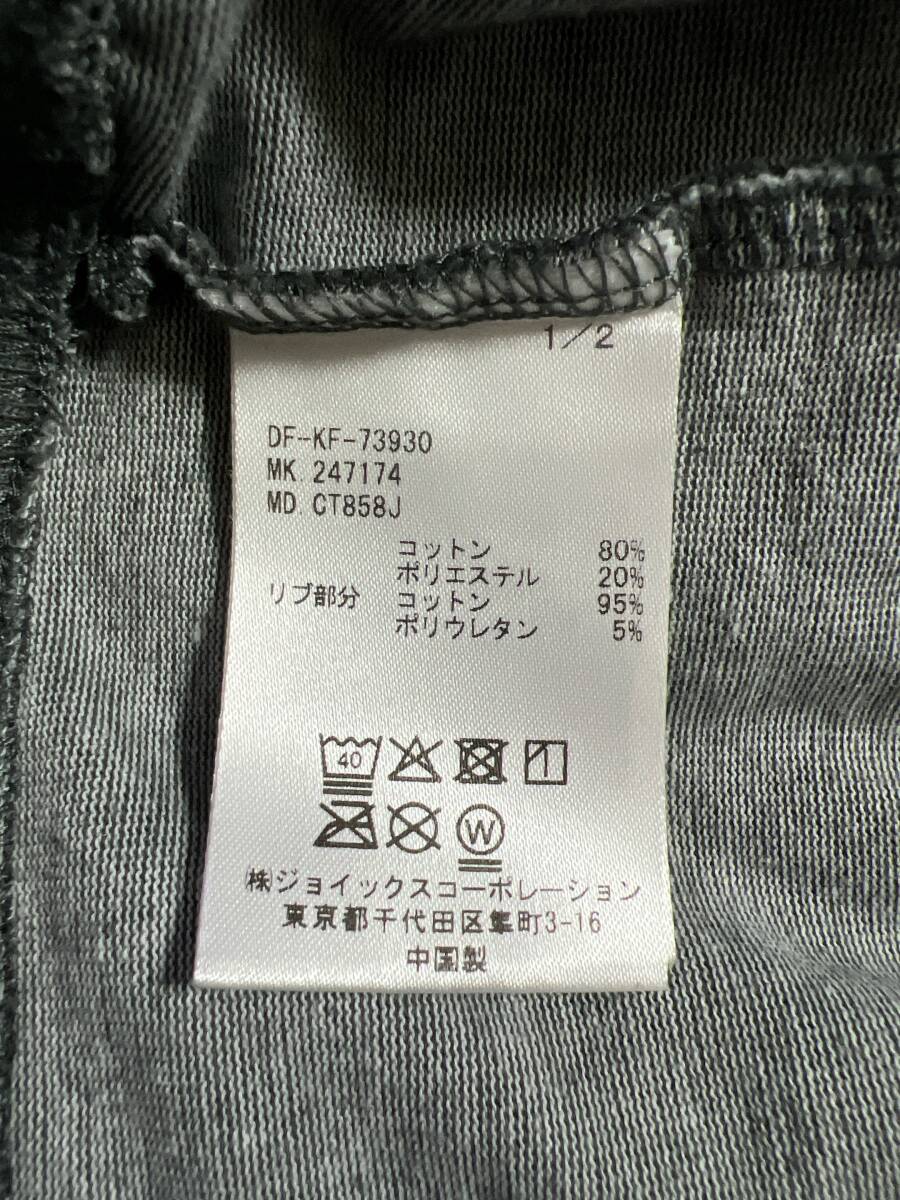 1/2
DF-KF-73930
MK 247174
MD CT858J
コットン 80%
ポリエステル 20%
リブ部分 コットン 95%
ポリウレタン 5%
40
W
㈱ジョイックスコーポレーション
東京都千代田区隼町3-16
中国製